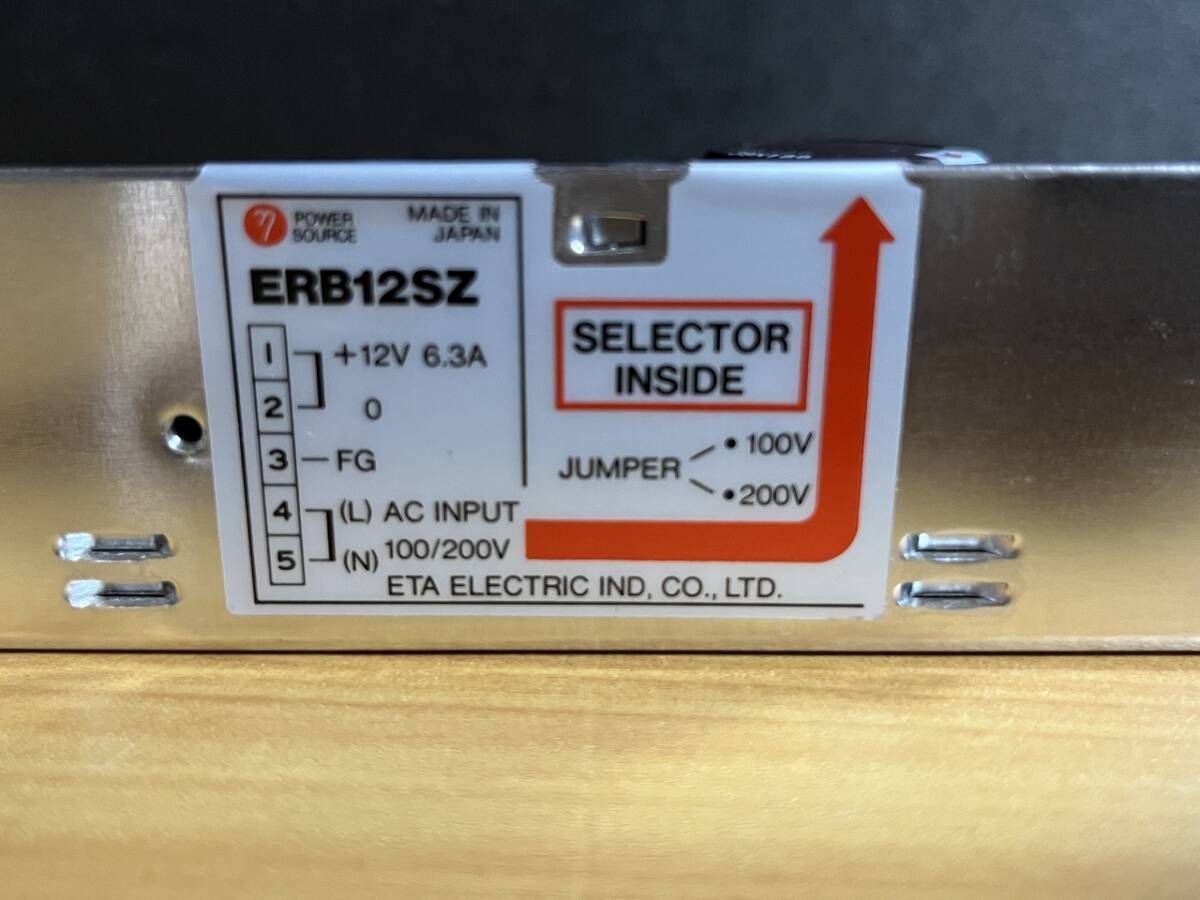 η POWER SOURCE
MADE IN JAPAN
ERB12SZ
1 +12V 6.3A
2 0
3 FG
4 (L) AC INPUT
5 (N) 100/200V
ETA ELECTRIC IND, CO., LTD.
SELECTOR
INSIDE
JUMPER
•100V
•200V